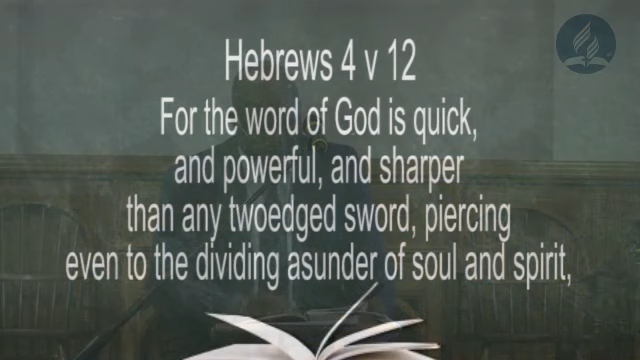 Hebrews 4 v 12
For the word of God is quick,
and powerful, and sharper
than any twoedged sword, piercing
even to the dividing asunder of soul and spirit,